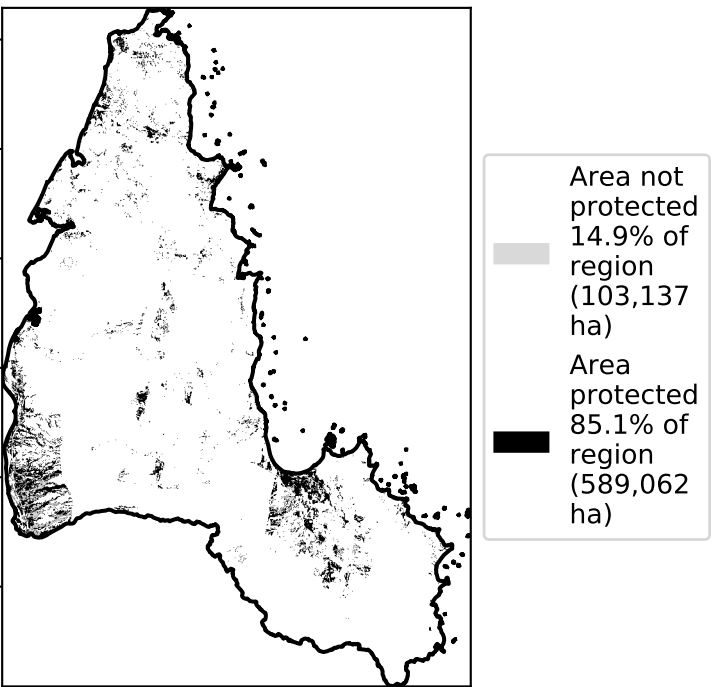 Area not
protected
14.9% of
region
(103,137
ha)
Area
protected
85.1% of
region
(589,062
ha)